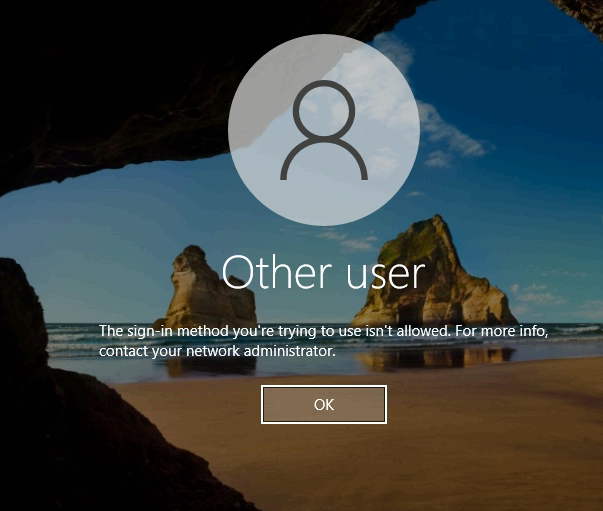 Other user
The sign-in method you're trying to use isn't allowed. For more info,
contact your network administrator.
OK